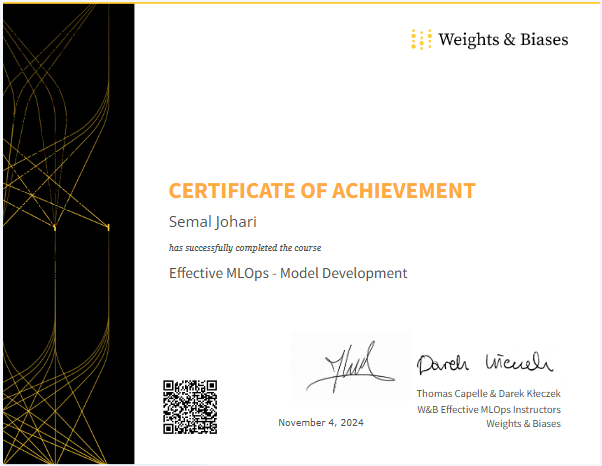 Weights & Biases
CERTIFICATE OF ACHIEVEMENT
Semal Johari
has successfully completed the course
Effective MLOps - Model Development
Darek Kłeczek
Thomas Capelle & Darek Kłeczek
W&B Effective MLOps Instructors
November 4, 2024
Weights & Biases